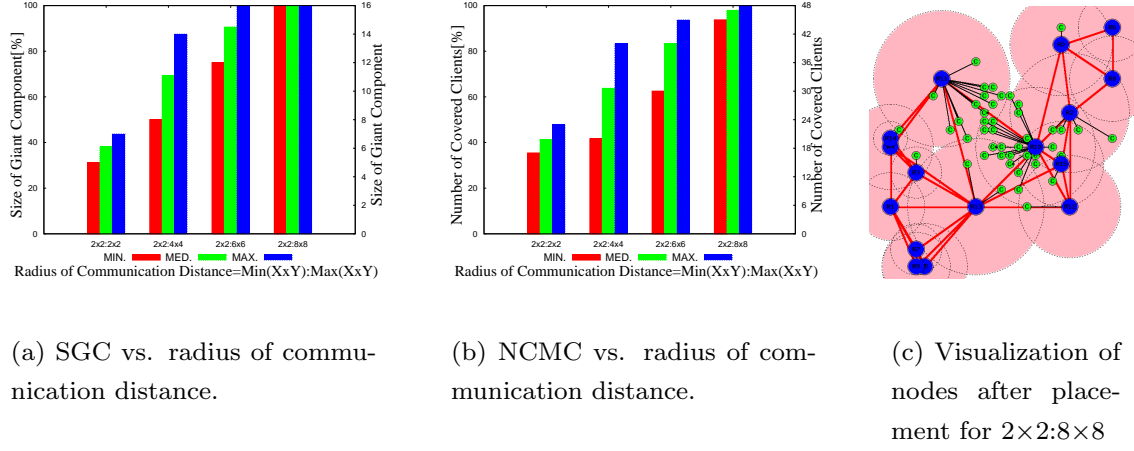 100
80
60
40
20
0
Size of Giant Component[%]
16
14
12
10
8
6
4
2
0
Size of Giant Component
2x2:2x2 2x2:4x4 2x2:6x6 2x2:8x8
MIN. MED. MAX.
Radius of Communication Distance=Min(XxY):Max(XxY)
(a) SGC vs. radius of commu-
nication distance.
100
80
60
40
20
0
Number of Covered Clients[%]
48
42
36
30
24
18
12
6
0
Number of Covered Clients
2x2:2x2 2x2:4x4 2x2:6x6 2x2:8x8
MIN. MED. MAX.
Radius of Communication Distance=Min(XxY):Max(XxY)
(b) NCMC vs. radius of com-
munication distance.
(c) Visualization of
nodes after place-
ment for 2×2:8×8